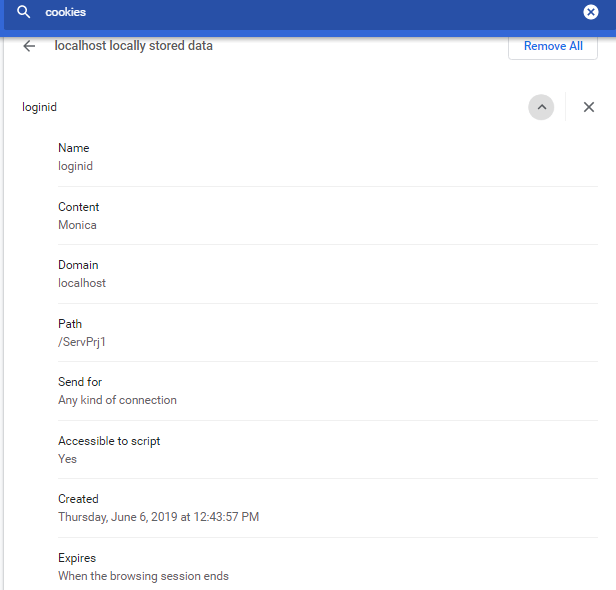 cookies
localhost locally stored data
Remove All
loginid
Name
loginid
Content
Monica
Domain
localhost
Path
/ServPrj1
Send for
Any kind of connection
Accessible to script
Yes
Created
Thursday, June 6, 2019 at 12:43:57 PM
Expires
When the browsing session ends